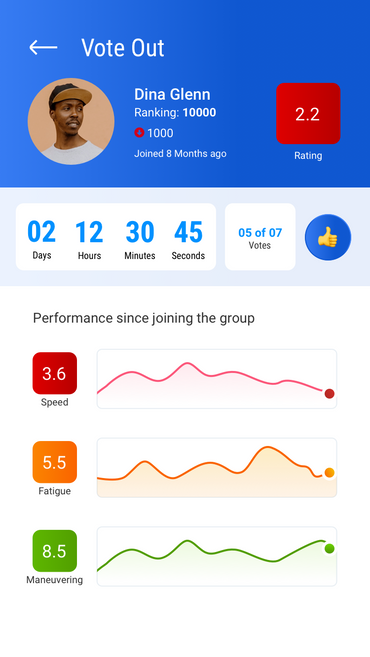 Vote Out
Dina Glenn
Ranking: 10000
1000
Joined 8 Months ago
2.2
Rating
02 12 30 45
Days Hours Minutes Seconds
05 of 07
Votes
Performance since joining the group
3.6
Speed
5.5
Fatigue
8.5
Maneuvering